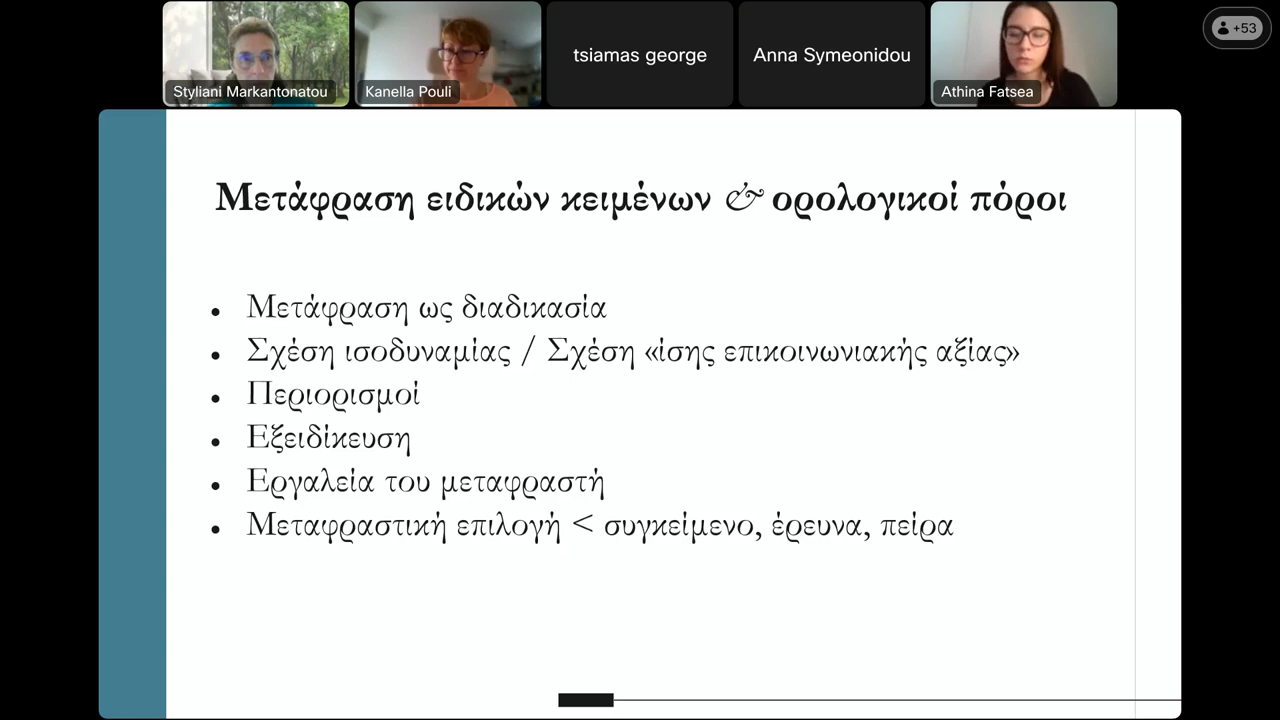 tsiamas george
Anna Symeonidou
+53
Styliani Markantonatou
Kanella Pouli
Athina Fatsea
Μετάφραση ειδικών κειμένων & ορολογικοί πόροι
• Μετάφραση ως διαδικασία
• Σχέση ισοδυναμίας / Σχέση «ίσης επικοινωνιακής αξίας»
• Περιορισμοί
• Εξειδίκευση
• Εργαλεία του μεταφραστή
• Μεταφραστική επιλογή < συγκείμενο, έρευνα, πείρα